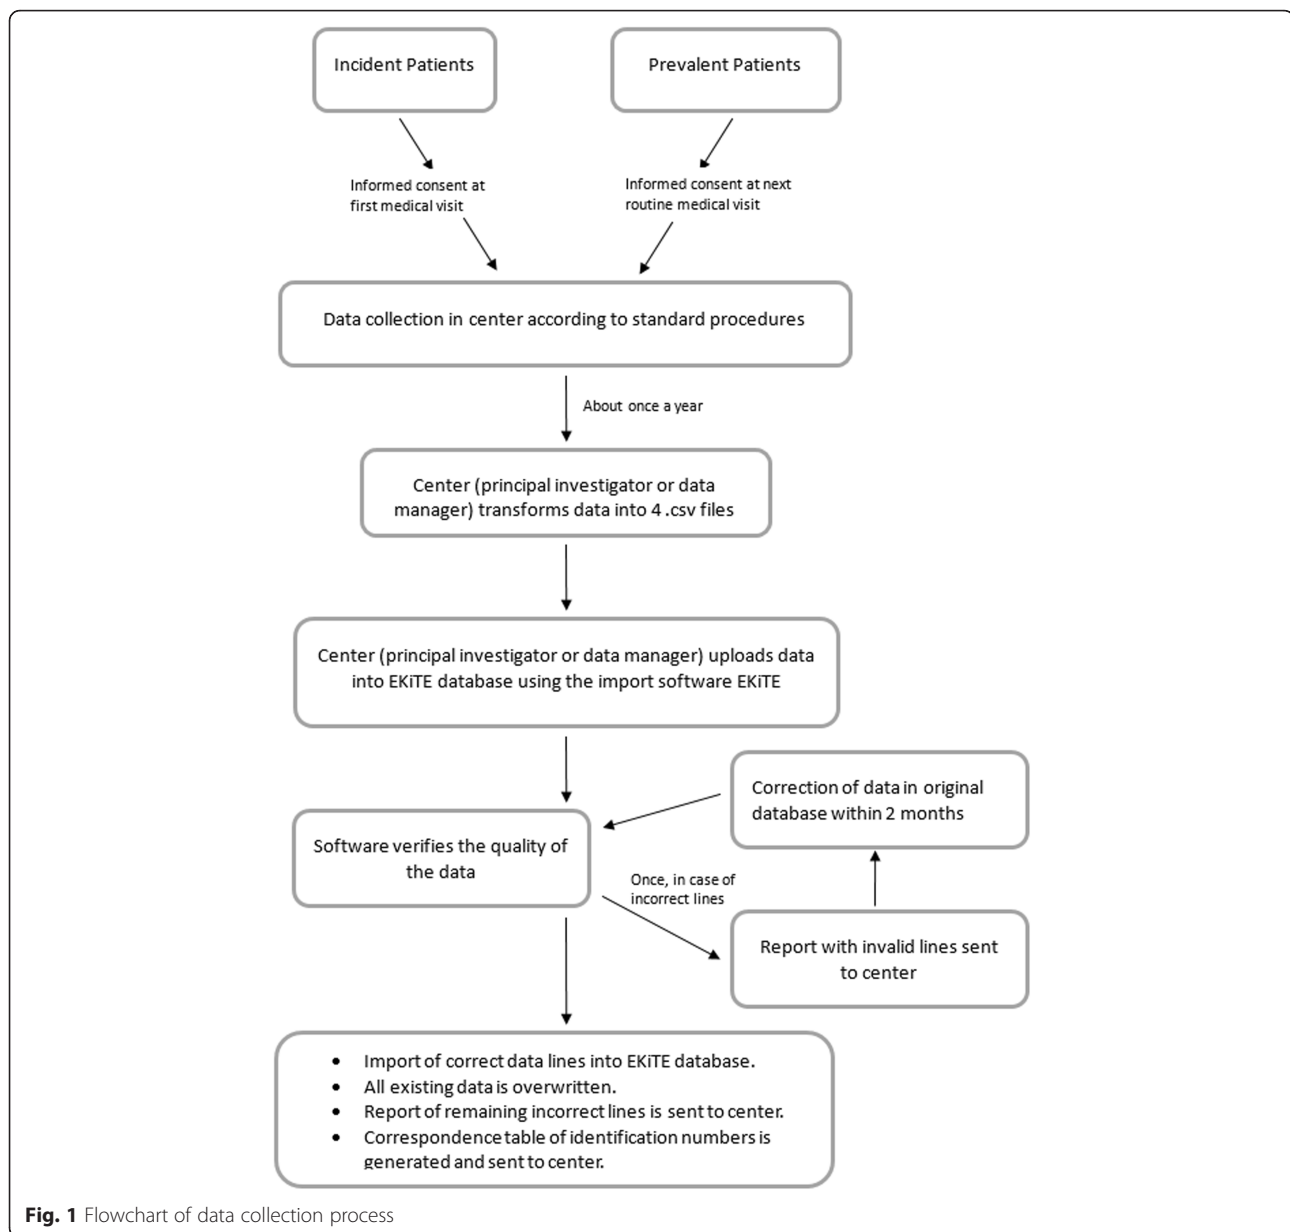 Incident Patients
Prevalent Patients
Informed consent at
first medical visit
Informed consent at next
routine medical visit
Data collection in center according to standard procedures
About once a year
Center (principal investigator or data
manager) transforms data into 4 .csv files
Center (principal investigator or data manager) uploads data
into EKiTE database using the import software EKiTE
Correction of data in original
database within 2 months
Software verifies the quality of
the data
Once, in case of
incorrect lines
Report with invalid lines sent
to center
• Import of correct data lines into EKiTE database.
• All existing data is overwritten.
• Report of remaining incorrect lines is sent to center.
• Correspondence table of identification numbers is
generated and sent to center.
Fig. 1 Flowchart of data collection process